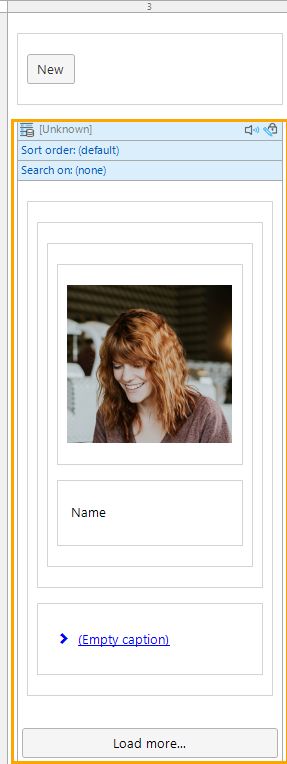 3
New
[Unknown]
Sort order: (default)
Search on: (none)
Name
(Empty caption)
Load more...